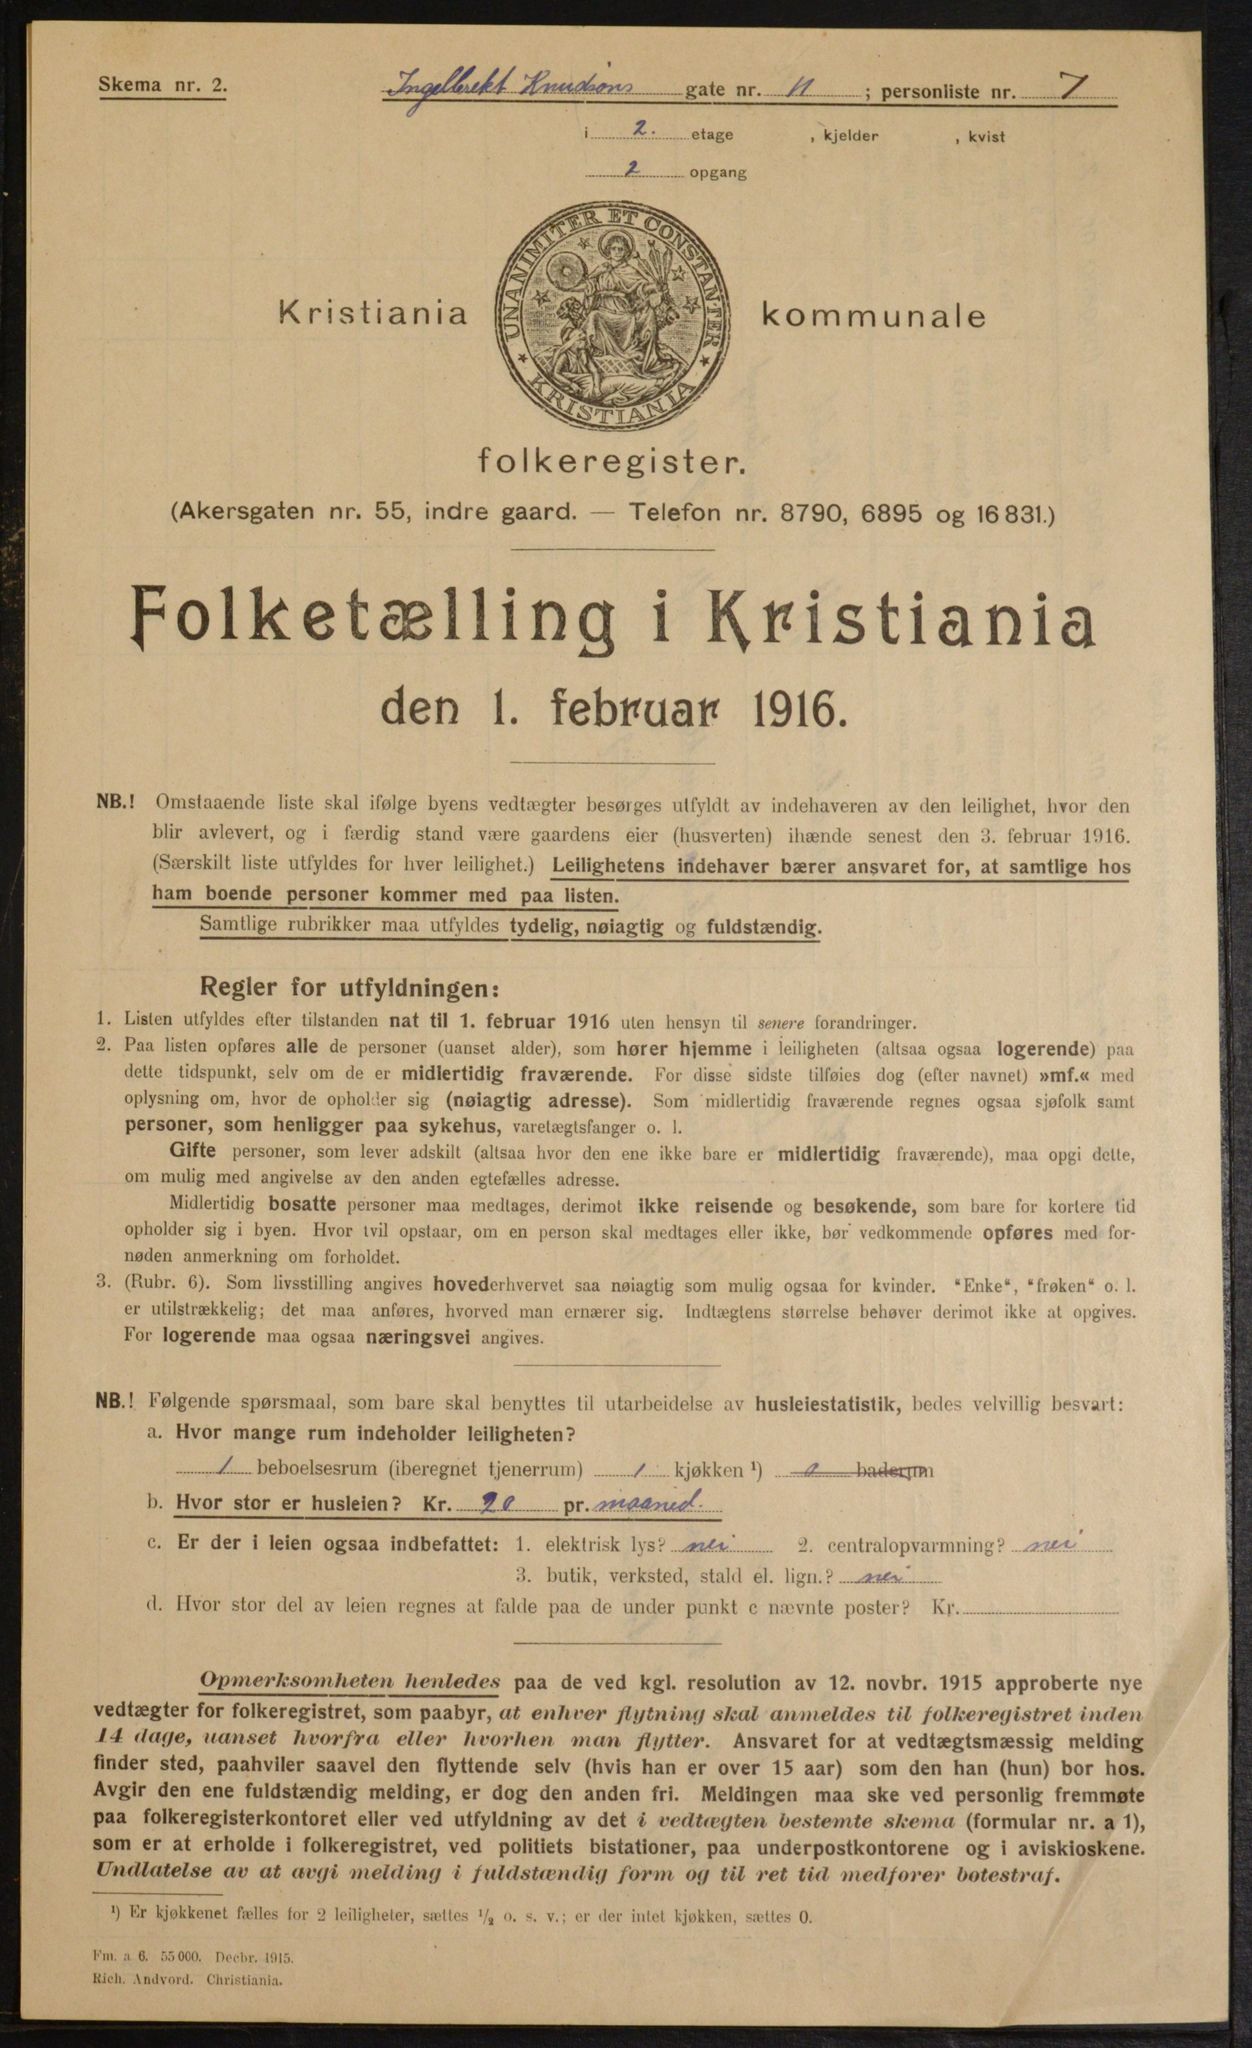 Skema nr. 2. Ingelbrekt Knudsøns gate nr. 11 ; personliste nr. 7
i 2. etage , kjelder , kvist
2 opgang
UNANIMITER ET CONSTANTER
KRISTIANIA
Kristiania kommunale
folkeregister.
(Akersgaten nr. 55, indre gaard. — Telefon nr. 8790, 6895 og 16831.)
Folketælling i Kristiania
den 1. februar 1916.
NB.! Omstaaende liste skal ifølge byens vedtægter besørges utfyldt av indehaveren av den leilighet, hvor den
blir avlevert, og i færdig stand være gaardens eier (husverten) ihænde senest den 3. februar 1916.
(Særskilt liste utfyldes for hver leilighet.) Leilighetens indehaver bærer ansvaret for, at samtlige hos
ham boende personer kommer med paa listen.
Samtlige rubrikker maa utfyldes tydelig, nøiagtig og fuldstændig.
Regler for utfyldningen:
1. Listen utfyldes efter tilstanden nat til 1. februar 1916 uten hensyn til senere forandringer.
2. Paa listen opføres alle de personer (uanset alder), som hører hjemme i leiligheten (altsaa ogsaa logerende) paa
dette tidspunkt, selv om de er midlertidig fraværende. For disse sidste tilføies dog (efter navnet) »mf.« med
oplysning om, hvor de opholder sig (nøiagtig adresse). Som midlertidig fraværende regnes ogsaa sjøfolk samt
personer, som henligger paa sykehus, varetægtsfanger o. l.
Gifte personer, som lever adskilt (altsaa hvor den ene ikke bare er midlertidig fraværende), maa opgi dette,
om mulig med angivelse av den anden egtefælles adresse.
Midlertidig bosatte personer maa medtages, derimot ikke reisende og besøkende, som bare for kortere tid
opholder sig i byen. Hvor tvil opstaar, om en person skal medtages eller ikke, bør vedkommende opføres med for-
nøden anmerkning om forholdet.
3. (Rubr. 6). Som livsstilling angives hovederhvervet saa nøiagtig som mulig ogsaa for kvinder. "Enke", "frøken" o. l.
er utilstrækkelig; det maa anføres, hvorved man ernærer sig. Indtægtens størrelse behøver derimot ikke at opgives.
For logerende maa ogsaa næringsvei angives.
NB.! Følgende spørsmaal, som bare skal benyttes til utarbeidelse av husleiestatistik, bedes velvillig besvart:
a. Hvor mange rum indeholder leiligheten?
1 beboelsesrum (iberegnet tjenerrum) 1 kjøkken ¹) 0 baderum
b. Hvor stor er husleien? Kr. 20 pr. maaned.
c. Er der i leien ogsaa indbefattet: 1. elektrisk lys? nei 2. centralopvarmning? nei
3. butik, verksted, stald el. lign.? nei
d. Hvor stor del av leien regnes at falde paa de under punkt c nævnte poster? Kr.
Opmerksomheten henledes paa de ved kgl. resolution av 12. novbr. 1915 approberte nye
vedtægter for folkeregistret, som paabyr, at enhver flytning skal anmeldes til folkeregistret inden
14 dage, uanset hvorfra eller hvorhen man flytter. Ansvaret for at vedtægtsmæssig melding
finder sted, paahviler saavel den flyttende selv (hvis han er over 15 aar) som den han (hun) bor hos.
Avgir den ene fuldstændig melding, er dog den anden fri. Meldingen maa ske ved personlig fremmøte
paa folkeregisterkontoret eller ved utfyldning av det i vedtægten bestemte skema (formular nr. a 1),
som er at erholde i folkeregistret, ved politiets bistationer, paa underpostkontorene og i aviskioskene.
Undlatelse av at avgi melding i fuldstændig form og til ret tid medfører bøtestraf.
¹) Er kjøkkenet fælles for 2 leiligheter, sættes ½ o. s. v.; er der intet kjøkken, sættes 0.
Fm. a 6. 55000. Decbr. 1915.
Rich. Andvord. Christiania.